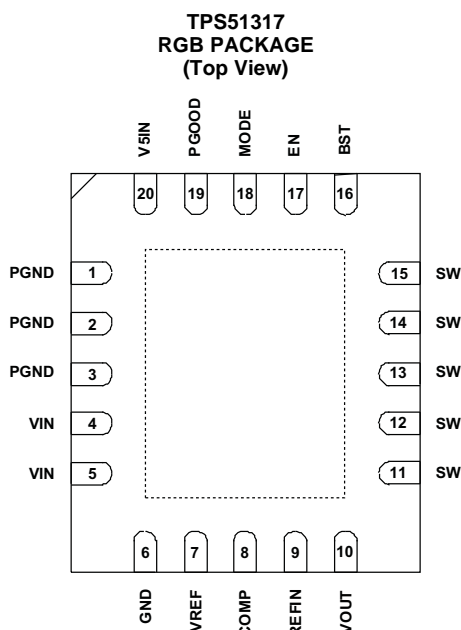 TPS51317
RGB PACKAGE
(Top View)
V5IN PGOOD MODE EN BST
20 19 18 17 16
PGND 1 15 SW
PGND 2 14 SW
PGND 3 13 SW
VIN 4 12 SW
VIN 5 11 SW
6 7 8 9 10
GND VREF COMP REFIN VOUT